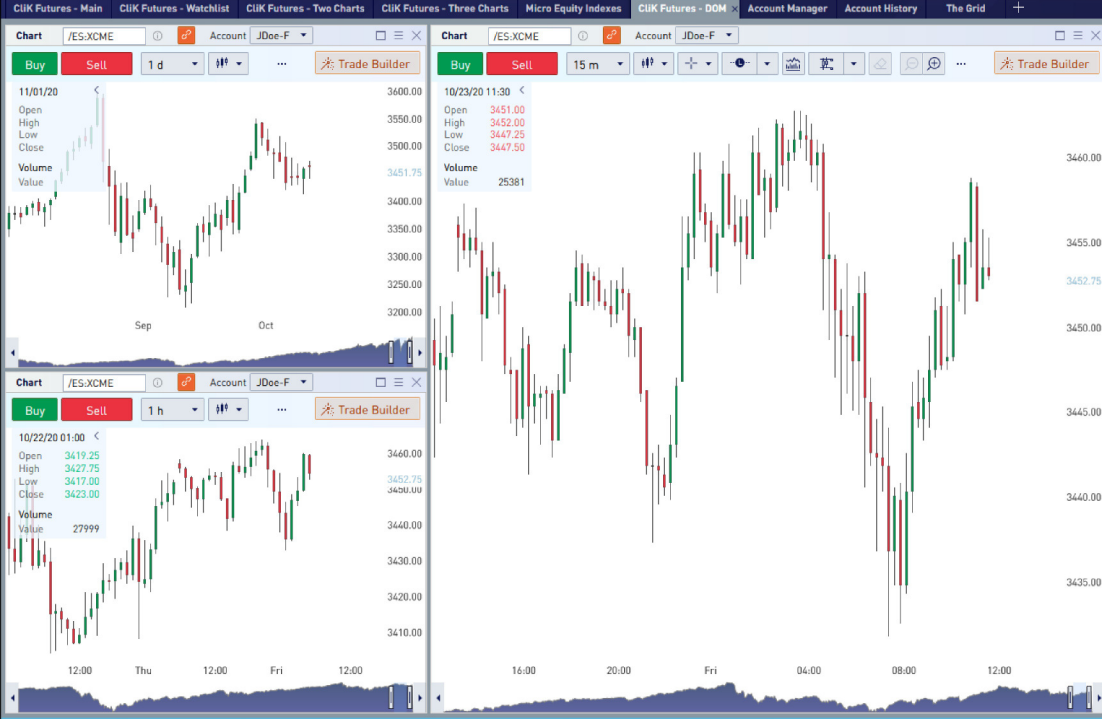 CliK Futures - Main CliK Futures - Watchlist CliK Futures - Two Charts CliK Futures - Three Charts Micro Equity Indexes CliK Futures - DOM × Account Manager Account History The Grid +
Chart /ES:XCME Account JDoe-F
Buy Sell 1 d ... Trade Builder
11/01/20
Open
High
Low
Close
Volume
Value
3600.00
3550.00
3500.00
3451.75
3400.00
3350.00
3300.00
3250.00
3200.00
Sep Oct
Chart /ES:XCME Account JDoe-F
Buy Sell 1 h ... Trade Builder
10/22/20 01:00
Open 3419.25
High 3427.75
Low 3417.00
Close 3423.00
Volume
Value 27999
3460.00
3452.75
3450.00
3440.00
3430.00
3420.00
3410.00
12:00 Thu 12:00 Fri 12:00
Chart /ES:XCME Account JDoe-F
Buy Sell 15 m ... Trade Builder
10/23/20 11:30
Open 3451.00
High 3452.00
Low 3447.25
Close 3447.50
Volume
Value 25381
3460.00
3455.00
3452.75
3450.00
3445.00
3440.00
3435.00
16:00 20:00 Fri 04:00 08:00 12:00